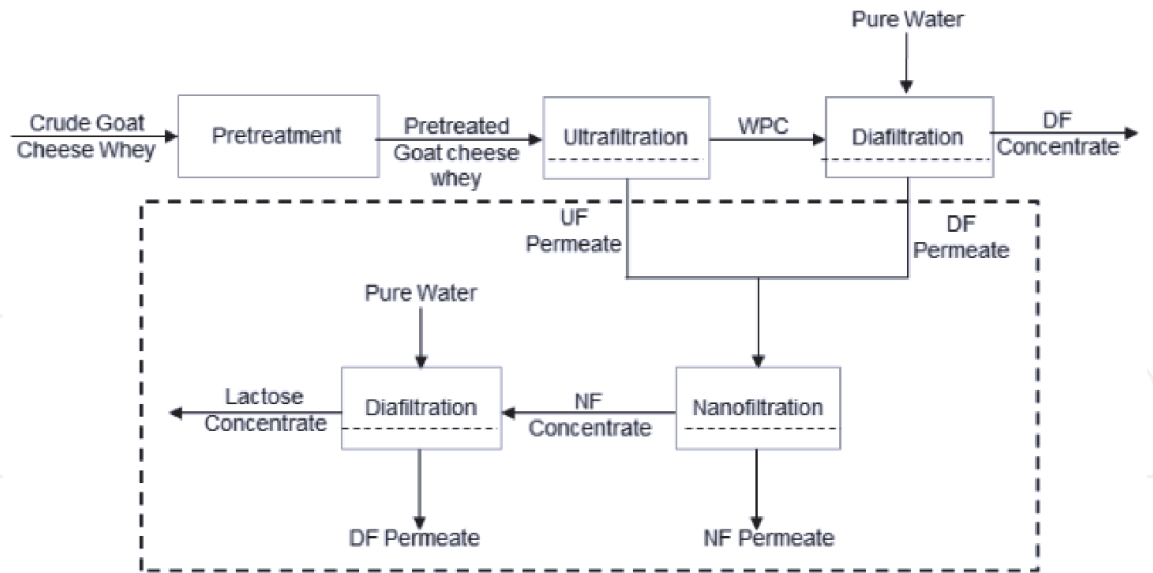 Pure Water
Crude Goat
Cheese Whey
Pretreatment
Pretreated
Goat cheese
whey
Ultrafiltration
WPC
Diafiltration
DF
Concentrate
UF
Permeate
DF
Permeate
Pure Water
Lactose
Concentrate
Diafiltration
NF
Concentrate
Nanofiltration
DF Permeate
NF Permeate